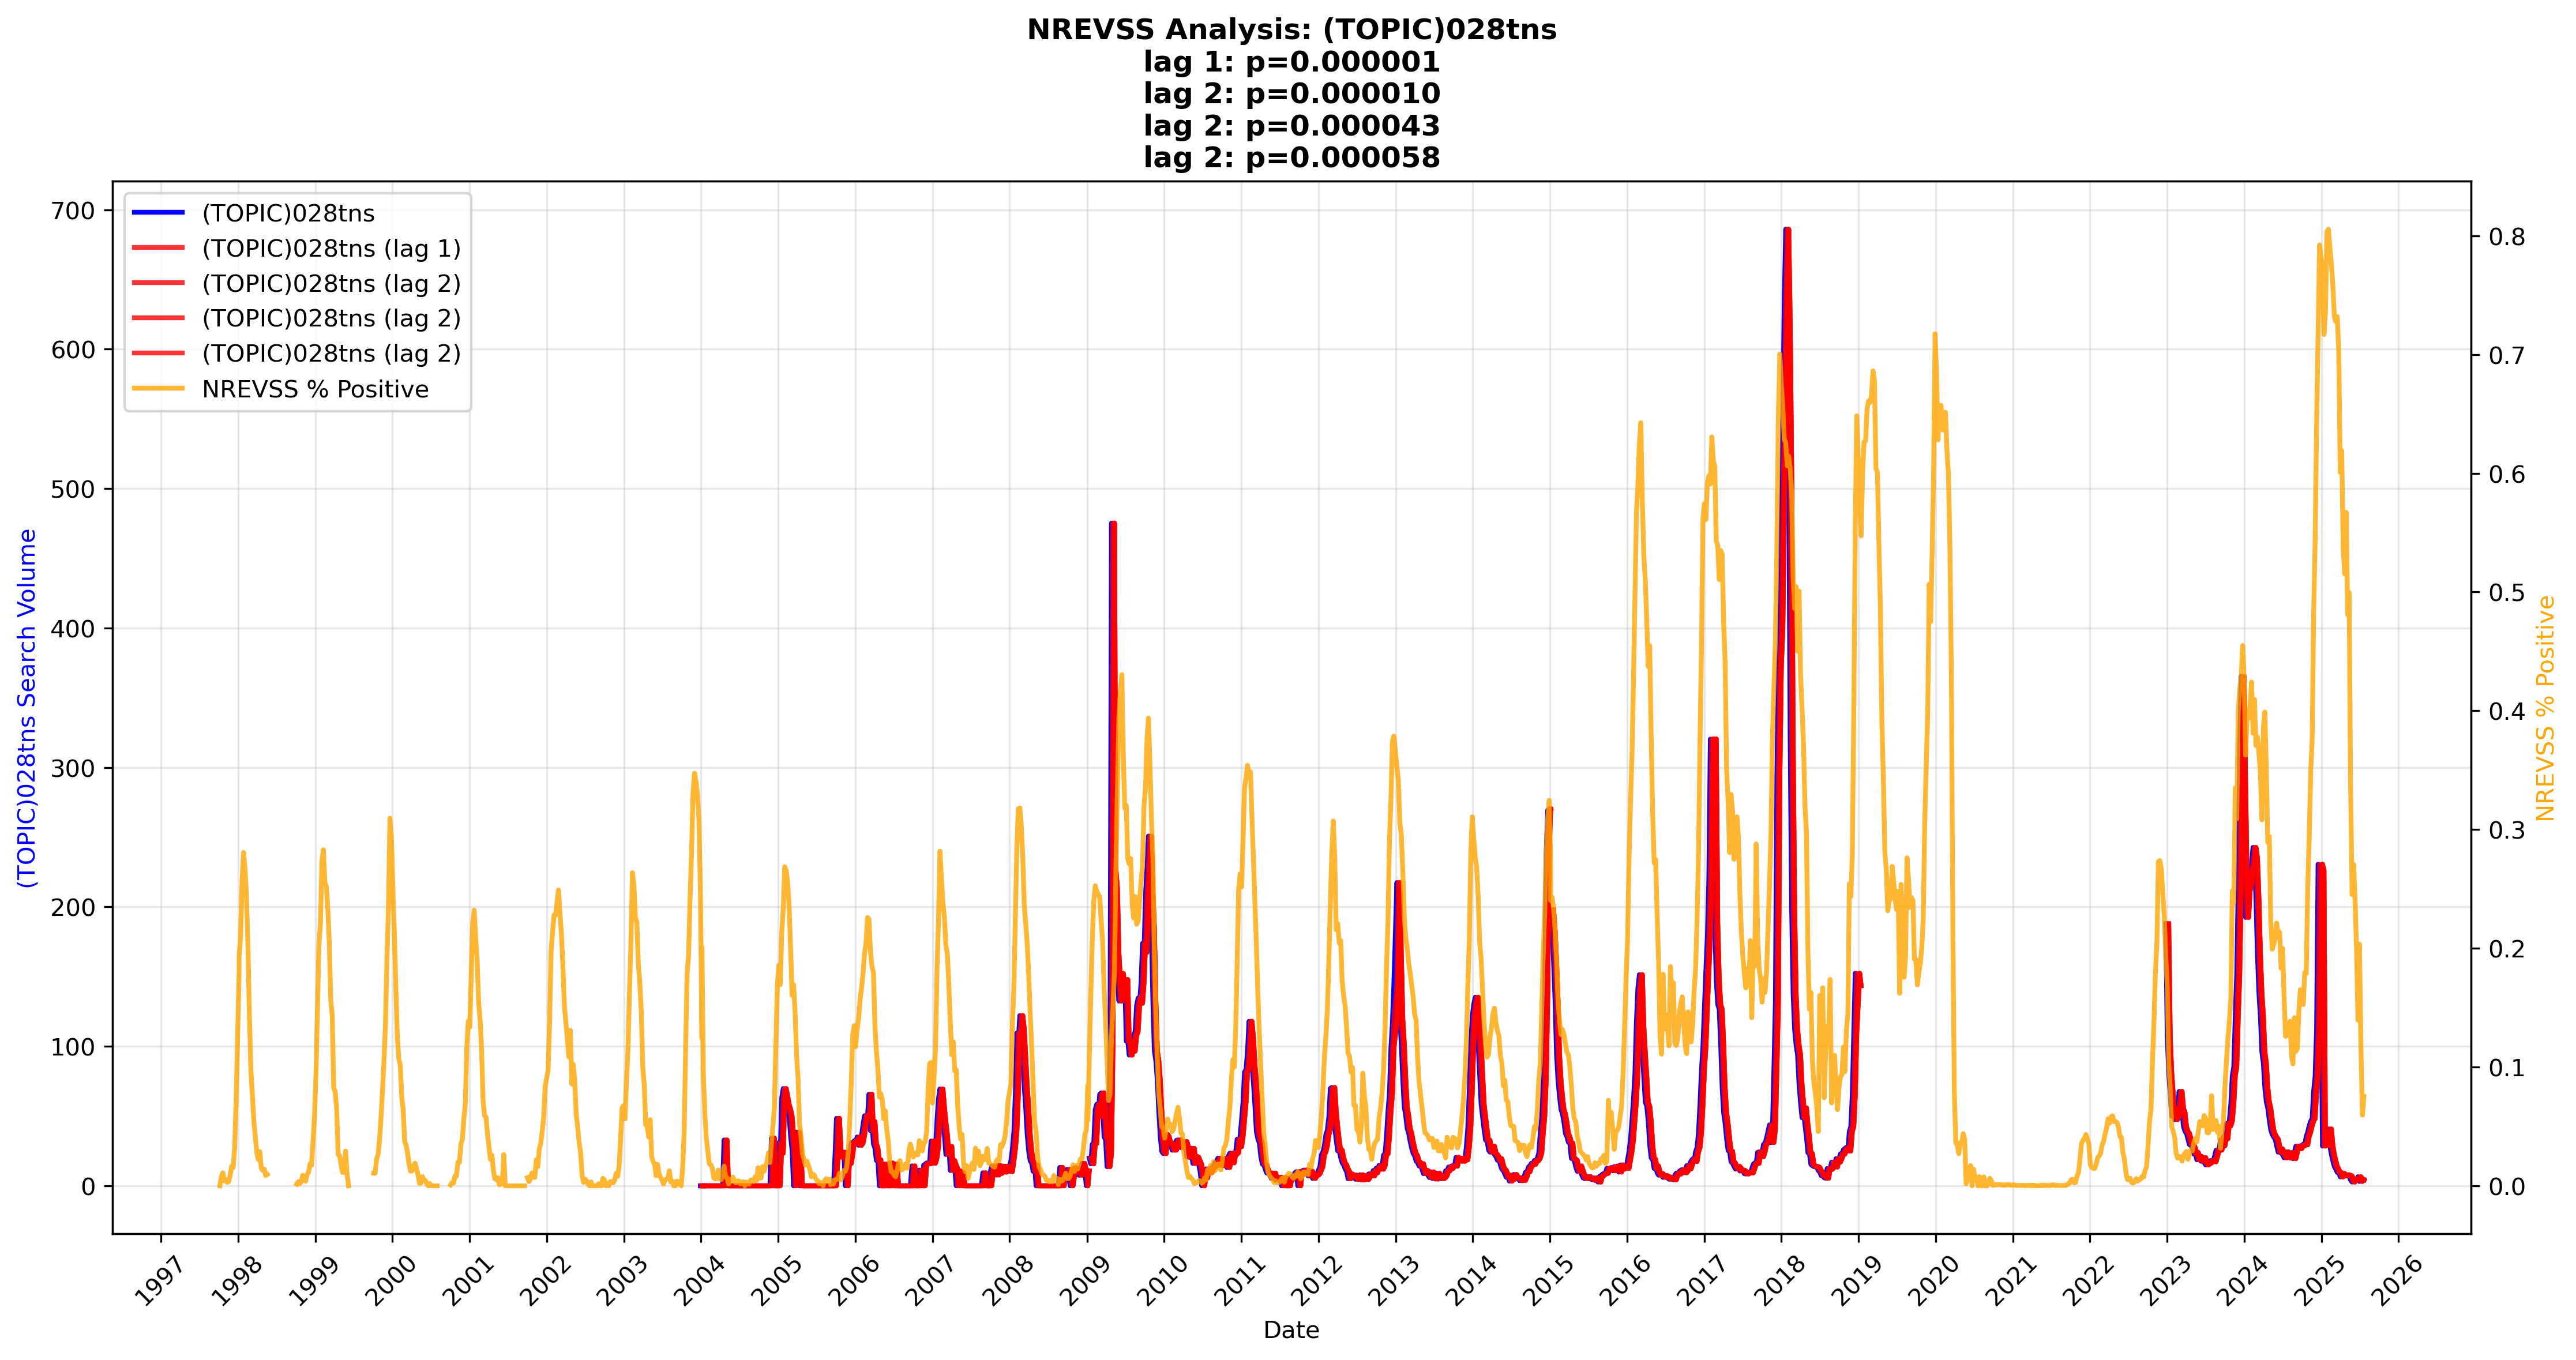 NREVSS Analysis: (TOPIC)028tns
lag 1: p=0.000001
lag 2: p=0.000010
lag 2: p=0.000043
lag 2: p=0.000058
(TOPIC)028tns
(TOPIC)028tns (lag 1)
(TOPIC)028tns (lag 2)
(TOPIC)028tns (lag 2)
(TOPIC)028tns (lag 2)
NREVSS % Positive
(TOPIC)028tns Search Volume
700
600
500
400
300
200
100
0
0.8
0.7
0.6
0.5
0.4
0.3
0.2
0.1
0.0
NREVSS % Positive
1997 1998 1999 2000 2001 2002 2003 2004 2005 2006 2007 2008 2009 2010 2011 2012 2013 2014 2015 2016 2017 2018 2019 2020 2021 2022 2023 2024 2025 2026
Date